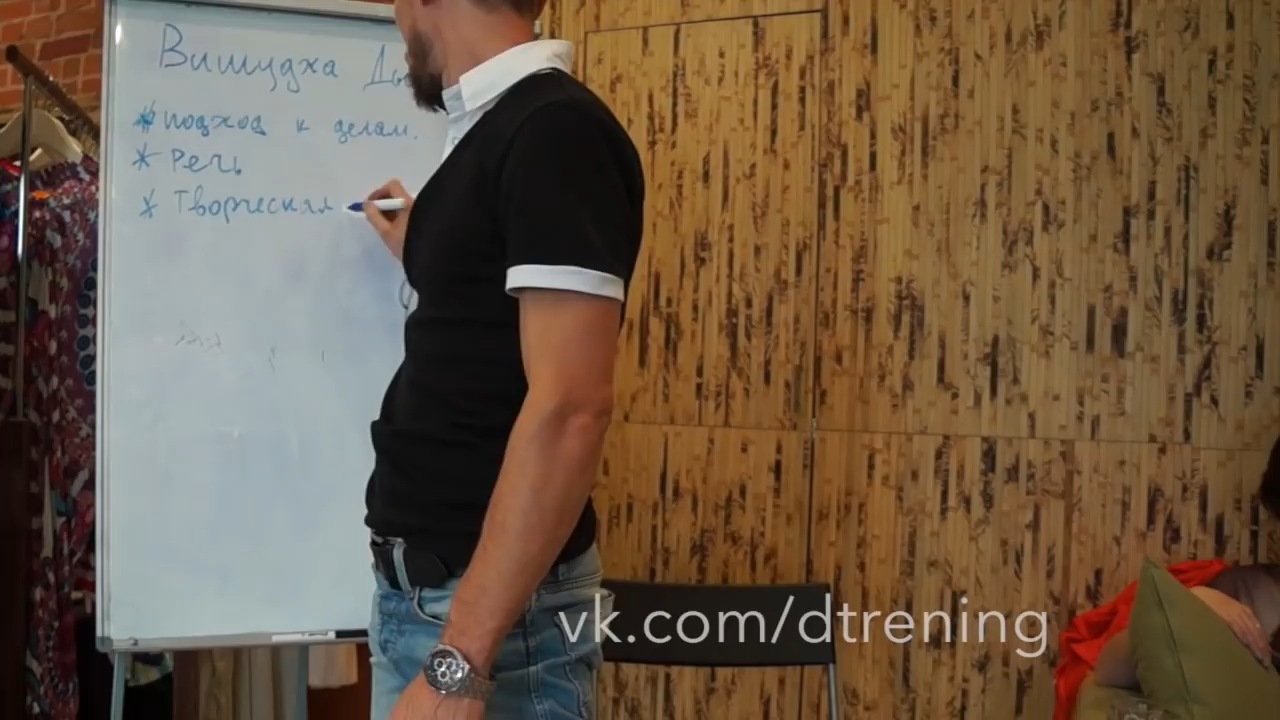 Вишудха
* подход к делам.
* Речь
* Творческая
vk.com/dtrening